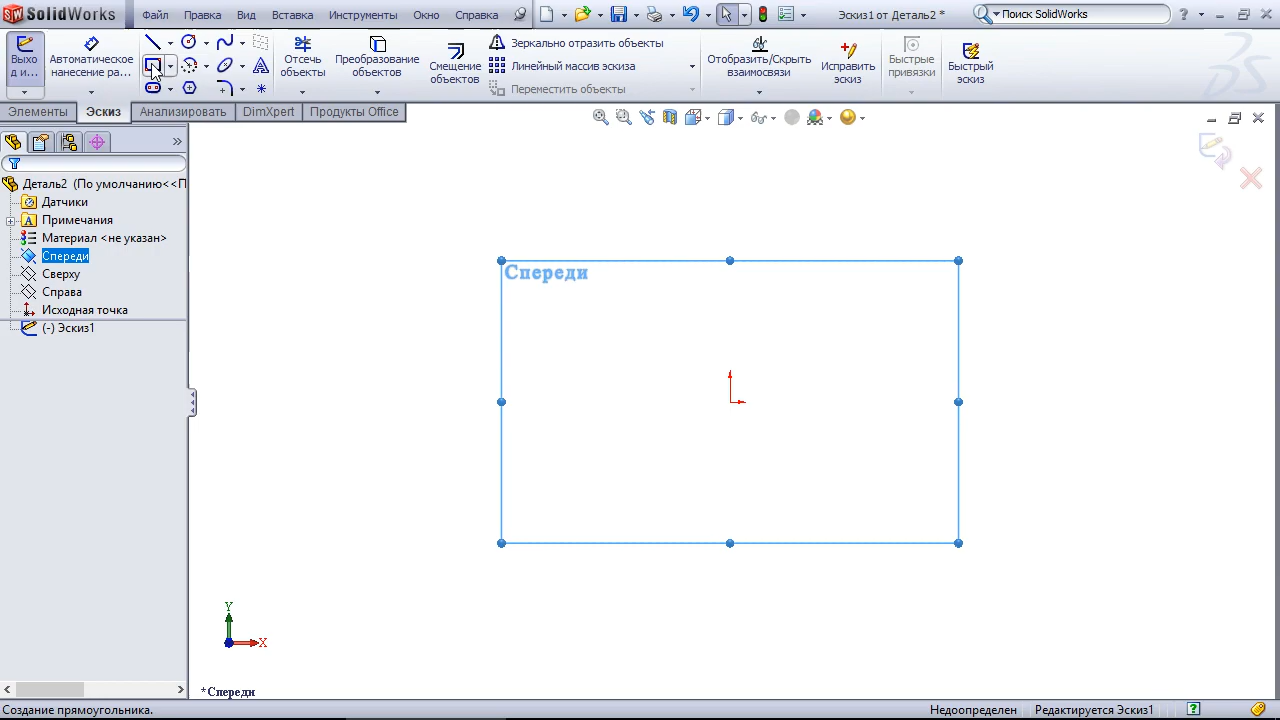 SolidWorks
Файл
Правка
Вид
Вставка
Инструменты
Окно
Справка
Эскиз1 от Деталь2 *
Поиск SolidWorks
Выхо
д и...
Автоматическое
нанесение ра...
Отсечь
объекты
Преобразование
объектов
Смещение
объектов
Зеркально отразить объекты
Линейный массив эскиза
Переместить объекты
Отобразить/Скрыть
взаимосвязи
Исправить
эскиз
Быстрые
привязки
Быстрый
эскиз
Элементы
Эскиз
Анализировать
DimXpert
Продукты Office
Деталь2 (По умолчанию<<П
Датчики
Примечания
Материал <не указан>
Спереди
Сверху
Справа
Исходная точка
(-) Эскиз1
Спереди
Y
X
*Спереди
Создание прямоугольника.
Недоопределен
Редактируется Эскиз1